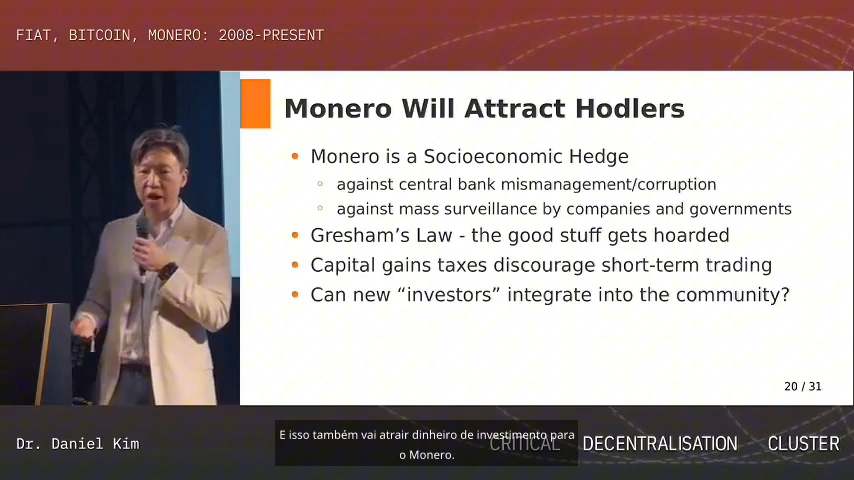 FIAT, BITCOIN, MONERO: 2008-PRESENT
Monero Will Attract Hodlers
• Monero is a Socioeconomic Hedge
◦ against central bank mismanagement/corruption
◦ against mass surveillance by companies and governments
• Gresham’s Law - the good stuff gets hoarded
• Capital gains taxes discourage short-term trading
• Can new “investors” integrate into the community?
20 / 31
Dr. Daniel Kim
E isso também vai atrair dinheiro de investimento para
o Monero.
CRITICAL DECENTRALISATION CLUSTER